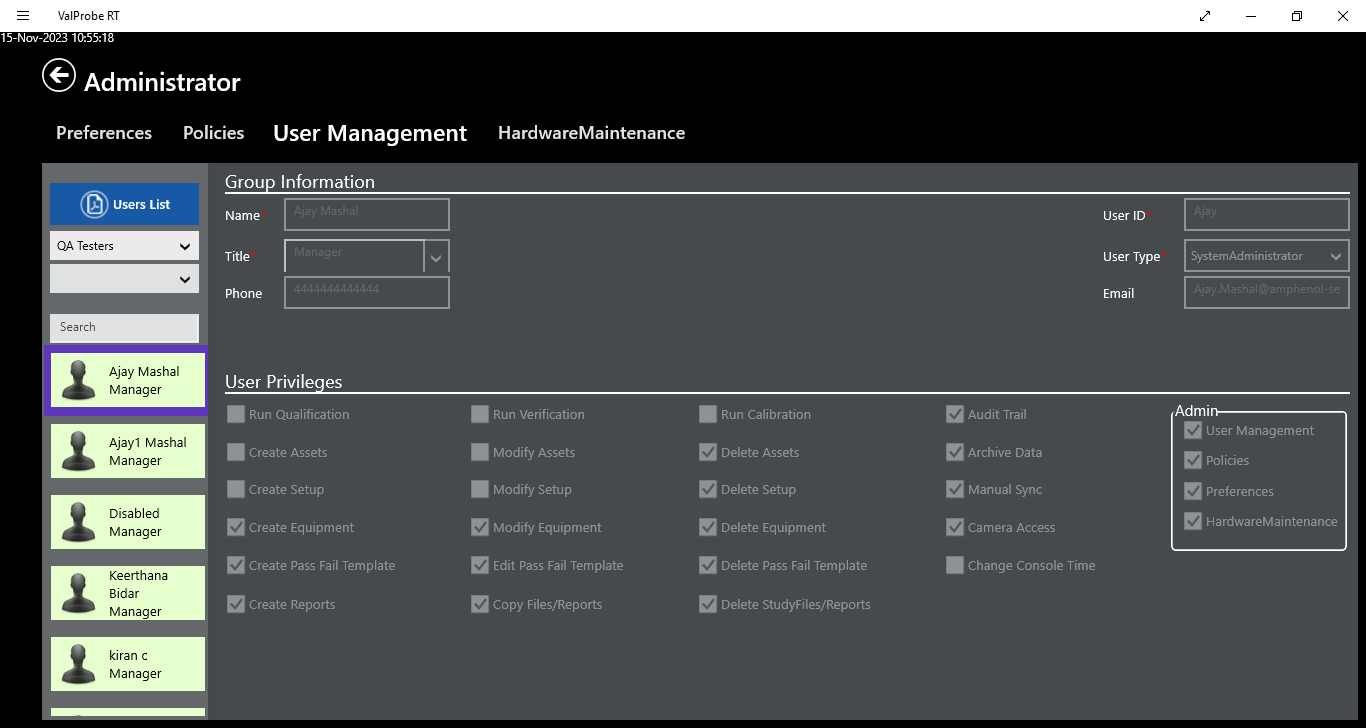 ValProbe RT
15-Nov-2023 10:55:18
Administrator
Preferences Policies User Management HardwareMaintenance
Users List
QA Testers
Search
Ajay Mashal
Manager
Ajay1 Mashal
Manager
Disabled
Manager
Keerthana
Bidar
Manager
kiran c
Manager
Group Information
Name* Ajay Mashal User ID* Ajay
Title* Manager User Type* SystemAdministrator
Phone 4444444444444 Email Ajay.Mashal@amphenol-se
User Privileges
Run Qualification Run Verification Run Calibration Audit Trail
Create Assets Modify Assets Delete Assets Archive Data
Create Setup Modify Setup Delete Setup Manual Sync
Create Equipment Modify Equipment Delete Equipment Camera Access
Create Pass Fail Template Edit Pass Fail Template Delete Pass Fail Template Change Console Time
Create Reports Copy Files/Reports Delete StudyFiles/Reports
Admin
User Management
Policies
Preferences
HardwareMaintenance